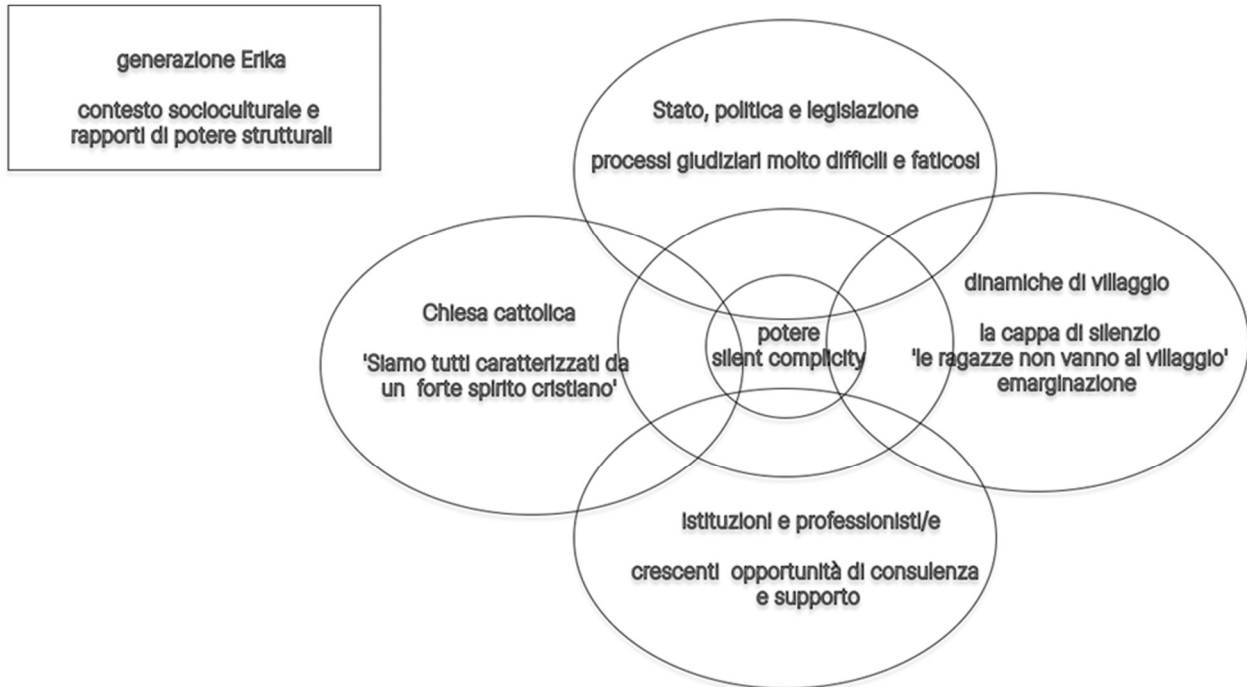 generazione Erika
contesto socioculturale e
rapporti di potere strutturali
Stato, politica e legislazione
processi giudiziari molto difficili e faticosi
Chiesa cattolica
'Siamo tutti caratterizzati da
un forte spirito cristiano'
potere
silent complicity
dinamiche di villaggio
la cappa di silenzio
'le ragazze non vanno al villaggio'
emarginazione
istituzioni e professionisti/e
crescenti opportunità di consulenza
e supporto